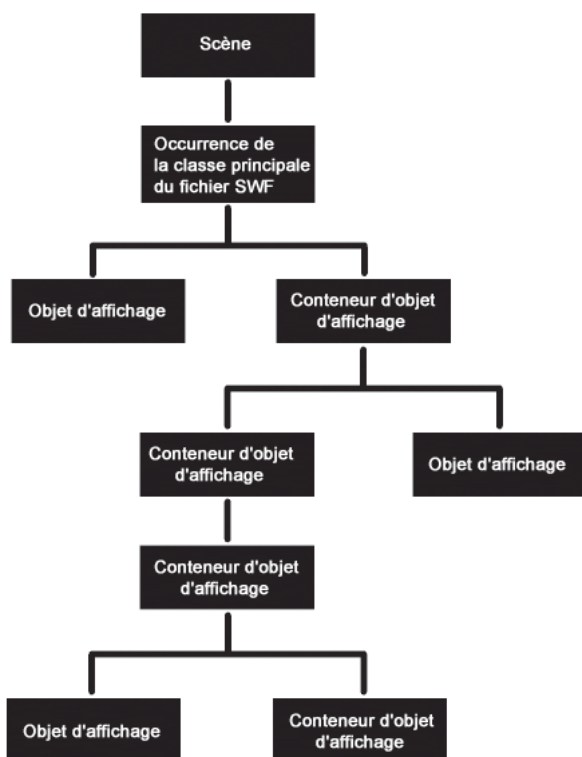 Scène
Occurrence de
la classe principale
du fichier SWF
Objet d'affichage
Conteneur d'objet
d'affichage
Conteneur d'objet
d'affichage
Objet d'affichage
Conteneur d'objet
d'affichage
Objet d'affichage
Conteneur d'objet
d'affichage